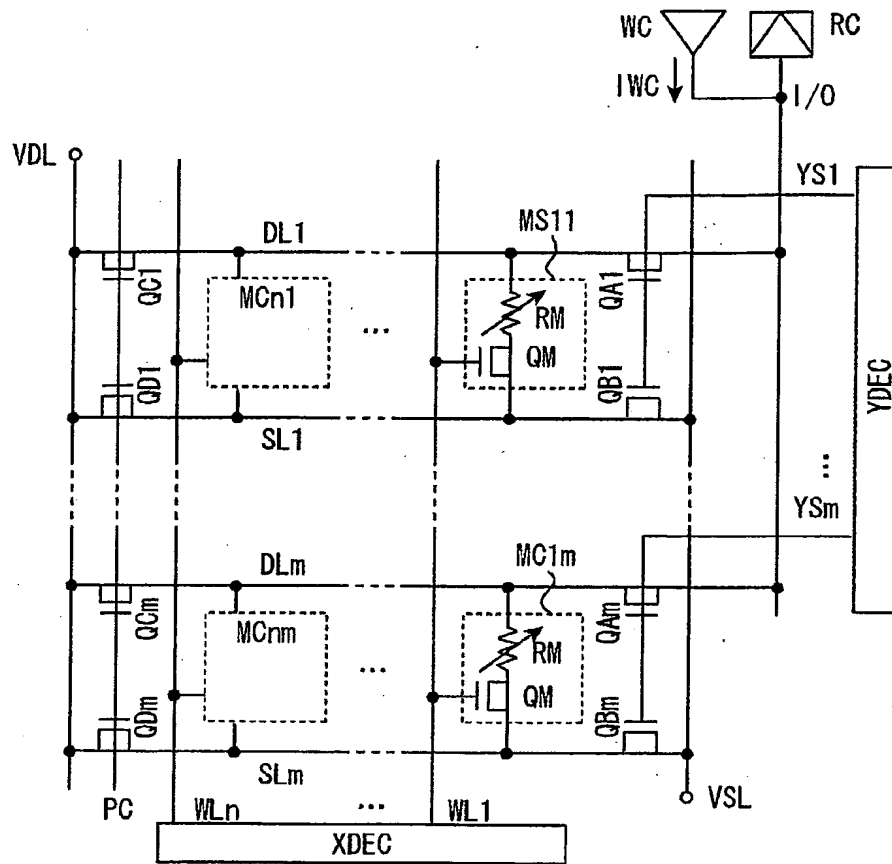 WC
RC
IWC
I/O
VDL
YS1
DL1
MS11
QC1
MCn1
...
RM
QM
QA1
QD1
QB1
SL1
YDEC
...
YSm
DLm
MC1m
QCm
MCnm
...
RM
QM
QAm
QDm
QBm
SLm
PC
WLn
...
WL1
VSL
XDEC